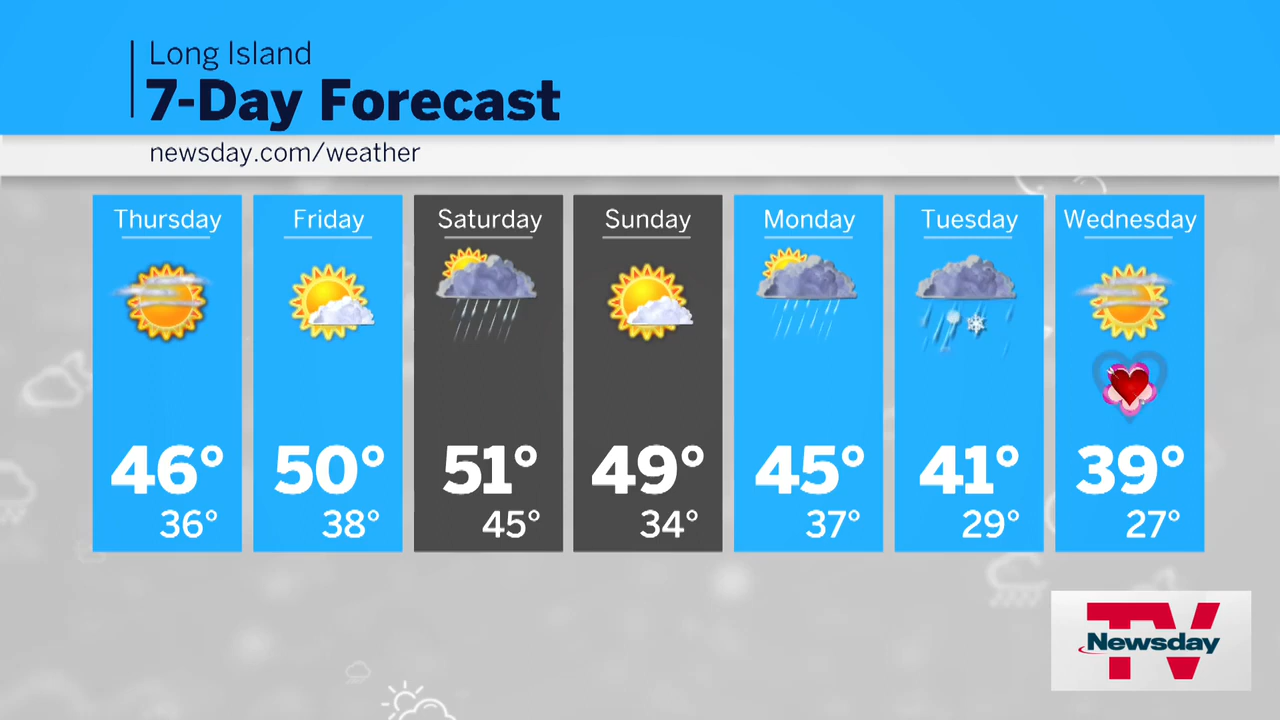 Long Island
7-Day Forecast
newsday.com/weather
Thursday
46°
36°
Friday
50°
38°
Saturday
51°
45°
Sunday
49°
34°
Monday
45°
37°
Tuesday
41°
29°
Wednesday
39°
27°
TV
Newsday